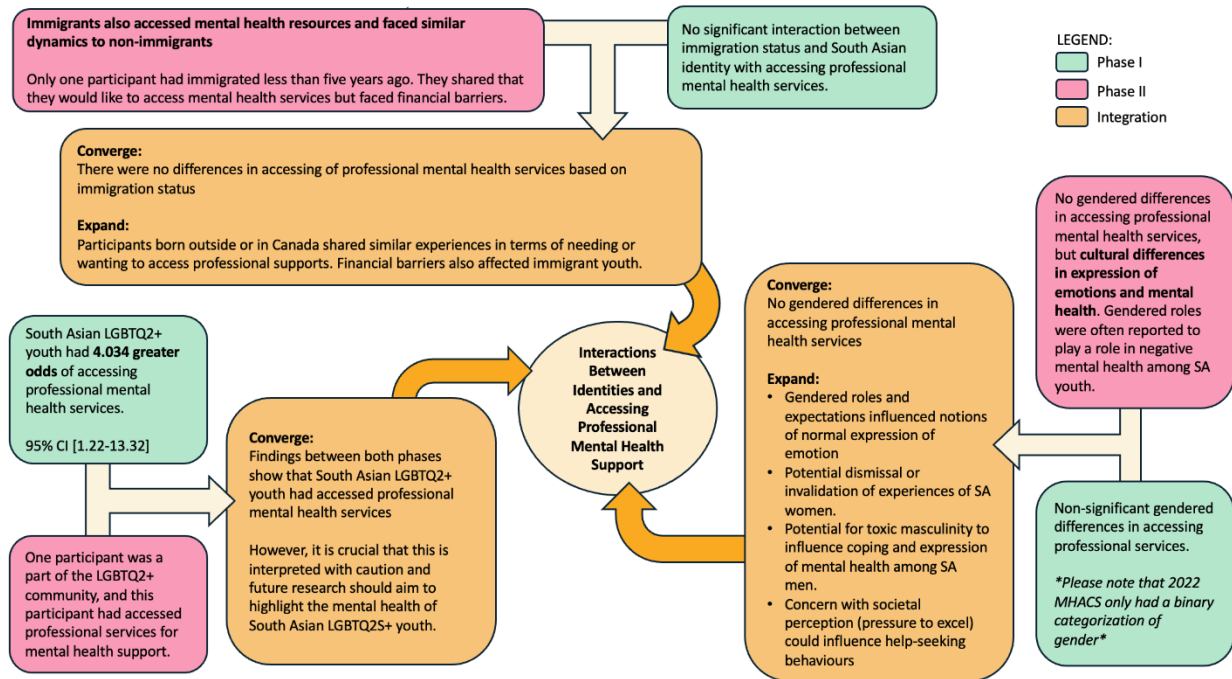 Immigrants also accessed mental health resources and faced similar
dynamics to non-immigrants
Only one participant had immigrated less than five years ago. They shared that
they would like to access mental health services but faced financial barriers.
No significant interaction between
immigration status and South Asian
identity with accessing professional
mental health services.
LEGEND:
Phase I
Phase II
Integration
Converge:
There were no differences in accessing of professional mental health services based on
immigration status
Expand:
Participants born outside or in Canada shared similar experiences in terms of needing or
wanting to access professional supports. Financial barriers also affected immigrant youth.
South Asian LGBTQ2+
youth had 4.034 greater
odds of accessing
professional mental
health services.
95% CI [1.22-13.32]
One participant was a
part of the LGBTQ2+
community, and this
participant had accessed
professional services for
mental health support.
Converge:
Findings between both phases
show that South Asian LGBTQ2+
youth had accessed professional
mental health services
However, it is crucial that this is
interpreted with caution and
future research should aim to
highlight the mental health of
South Asian LGBTQ2S+ youth.
Interactions
Between
Identities and
Accessing
Professional
Mental Health
Support
Converge:
No gendered differences in
accessing professional mental
health services
Expand:
• Gendered roles and
expectations influenced notions
of normal expression of
emotion
• Potential dismissal or
invalidation of experiences of SA
women.
• Potential for toxic masculinity to
influence coping and expression
of mental health among SA
men.
• Concern with societal
perception (pressure to excel)
could influence help-seeking
behaviours
No gendered differences
in accessing professional
mental health services,
but cultural differences
in expression of
emotions and mental
health. Gendered roles
were often reported to
play a role in negative
mental health among SA
youth.
Non-significant gendered
differences in accessing
professional services.
*Please note that 2022
MHACS only had a binary
categorization of
gender*